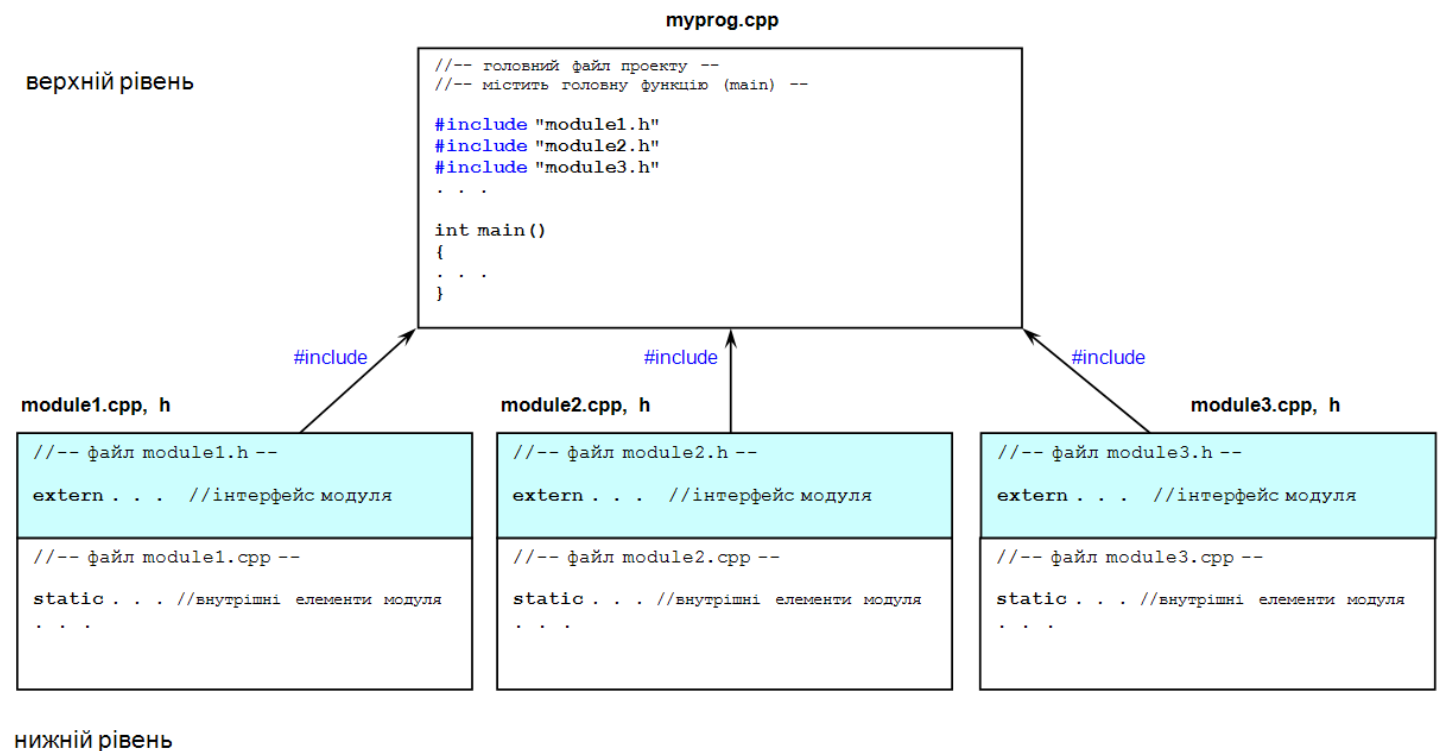 myprog.cpp
верхній рівень
//-- головний файл проекту --
//-- містить головну функцію (main) --
#include "module1.h"
#include "module2.h"
#include "module3.h"
. . .
int main()
{
. . .
}
#include
#include
#include
module1.cpp, h
//-- файл module1.h --
extern . . . //інтерфейс модуля
//-- файл module1.cpp --
static . . . //внутрішні елементи модуля
. . .
module2.cpp, h
//-- файл module2.h --
extern . . . //інтерфейс модуля
//-- файл module2.cpp --
static . . . //внутрішні елементи модуля
. . .
module3.cpp, h
//-- файл module3.h --
extern . . . //інтерфейс модуля
//-- файл module3.cpp --
static . . . //внутрішні елементи модуля
. . .
нижній рівень